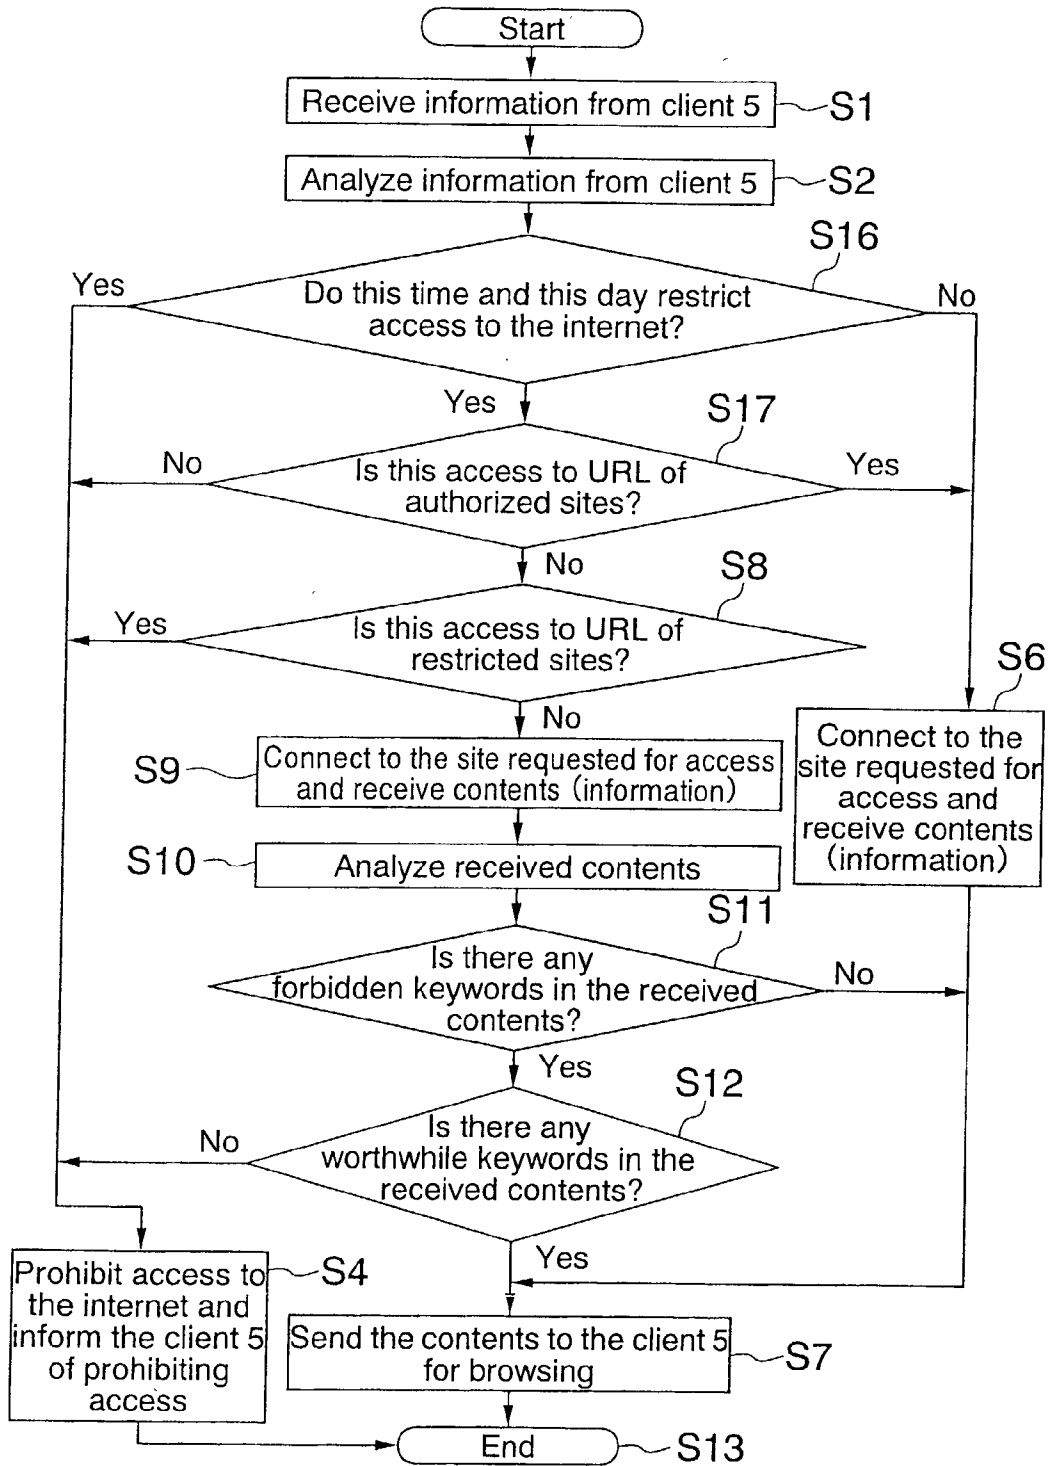 Start
Receive information from client 5
S1
Analyze information from client 5
S2
S16
Yes
Do this time and this day restrict
access to the internet?
No
Yes
S17
No
Is this access to URL of
authorized sites?
Yes
No
S8
Yes
Is this access to URL of
restricted sites?
No
S6
Connect to the
site requested for
access and
receive contents
(information)
S9
Connect to the site requested for access
and receive contents (information)
S10
Analyze received contents
S11
Is there any
forbidden keywords in the received
contents?
No
Yes
S12
No
Is there any
worthwhile keywords in the
received contents?
Yes
S4
Prohibit access to
the internet and
inform the client 5
of prohibiting
access
Send the contents to the client 5
for browsing
S7
End
S13